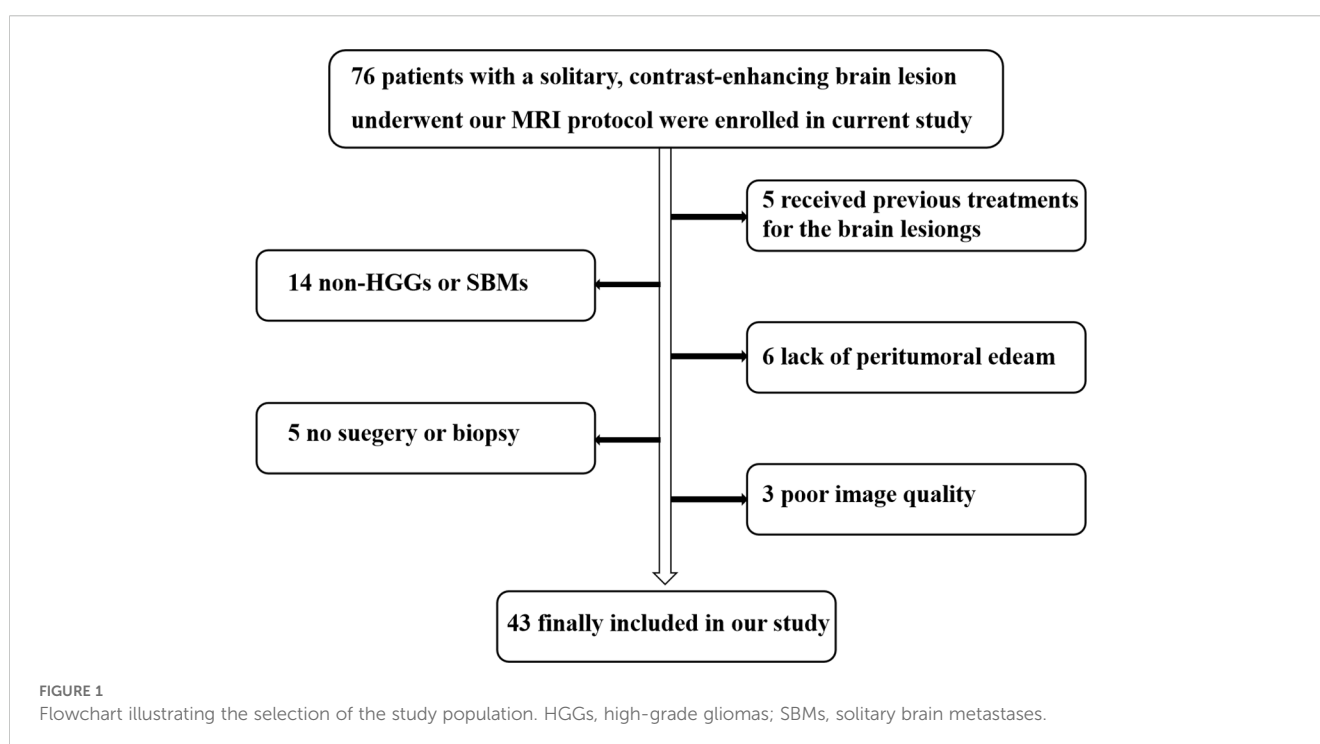 76 patients with a solitary, contrast-enhancing brain lesion
underwent our MRI protocol were enrolled in current study
5 received previous treatments
for the brain lesiongs
14 non-HGGs or SBMs
6 lack of peritumoral edeam
5 no suegery or biopsy
3 poor image quality
43 finally included in our study
FIGURE 1
Flowchart illustrating the selection of the study population. HGGs, high-grade gliomas; SBMs, solitary brain metastases.